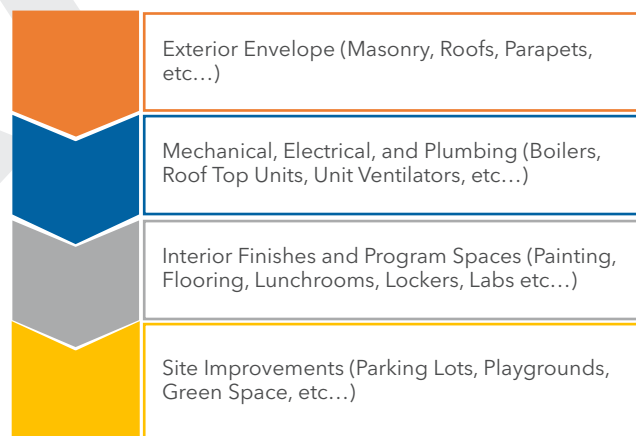 Exterior Envelope (Masonry, Roofs, Parapets,
etc…)
Mechanical, Electrical, and Plumbing (Boilers,
Roof Top Units, Unit Ventilators, etc…)
Interior Finishes and Program Spaces (Painting,
Flooring, Lunchrooms, Lockers, Labs etc…)
Site Improvements (Parking Lots, Playgrounds,
Green Space, etc…)